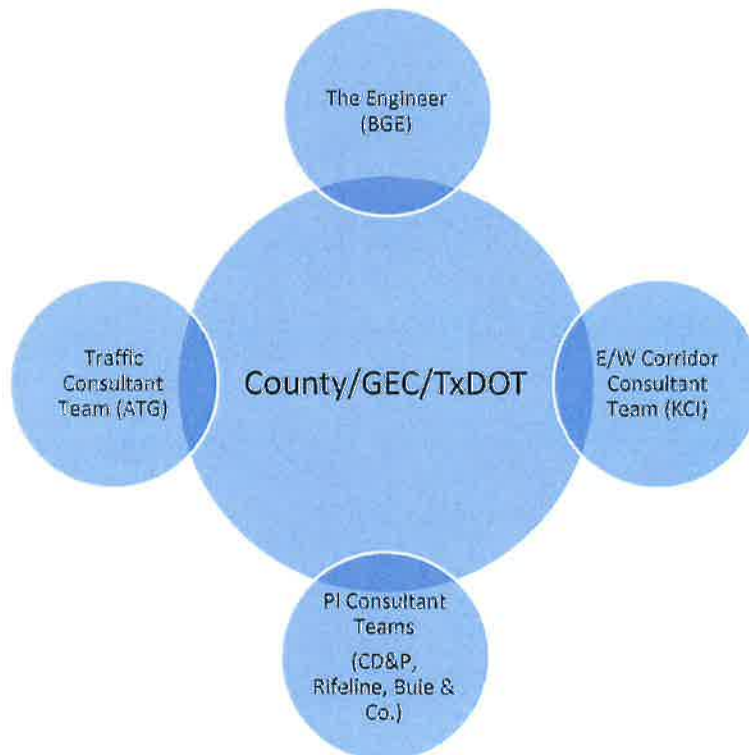 The Engineer
(BGE)
Traffic
Consultant
Team (ATG)
County/GEC/TxDOT
E/W Corridor
Consultant
Team (KCI)
PI Consultant
Teams
(CD&P,
Rifeline, Buie &
Co.)